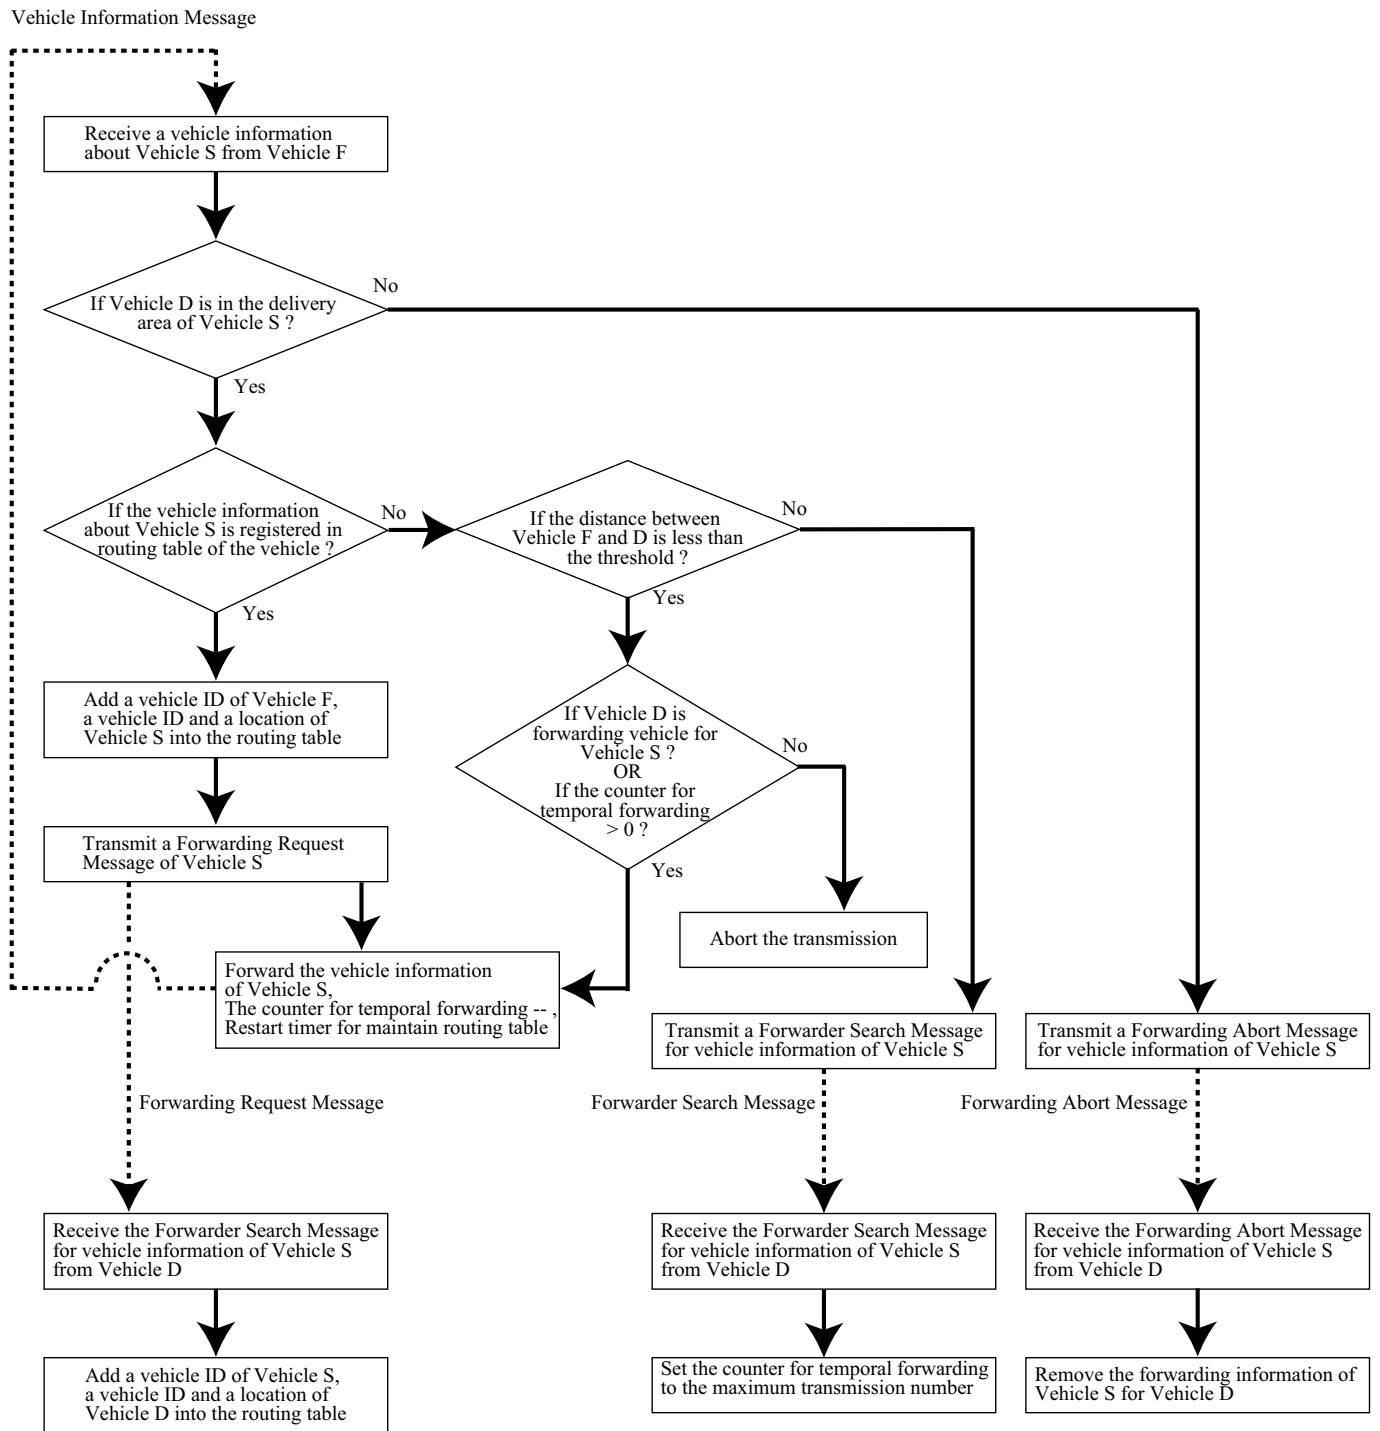 Vehicle Information Message
Receive a vehicle information
about Vehicle S from Vehicle F
No
If Vehicle D is in the delivery
area of Vehicle S ?
Yes
If the vehicle information
about Vehicle S is registered in
routing table of the vehicle ?
No
If the distance between
Vehicle F and D is less than
the threshold ?
No
Yes
Yes
Add a vehicle ID of Vehicle F,
a vehicle ID and a location of
Vehicle S into the routing table
If Vehicle D is
forwarding vehicle for
Vehicle S ?
OR
If the counter for
temporal forwarding
> 0 ?
No
Yes
Transmit a Forwarding Request
Message of Vehicle S
Abort the transmission
Forward the vehicle information
of Vehicle S,
The counter for temporal forwarding -- ,
Restart timer for maintain routing table
Transmit a Forwarder Search Message
for vehicle information of Vehicle S
Transmit a Forwarding Abort Message
for vehicle information of Vehicle S
Forwarding Request Message
Forwarder Search Message
Forwarding Abort Message
Receive the Forwarder Search Message
for vehicle information of Vehicle S
from Vehicle D
Receive the Forwarder Search Message
for vehicle information of Vehicle S
from Vehicle D
Receive the Forwarding Abort Message
for vehicle information of Vehicle S
from Vehicle D
Add a vehicle ID of Vehicle S,
a vehicle ID and a location of
Vehicle D into the routing table
Set the counter for temporal forwarding
to the maximum transmission number
Remove the forwarding information of
Vehicle S for Vehicle D